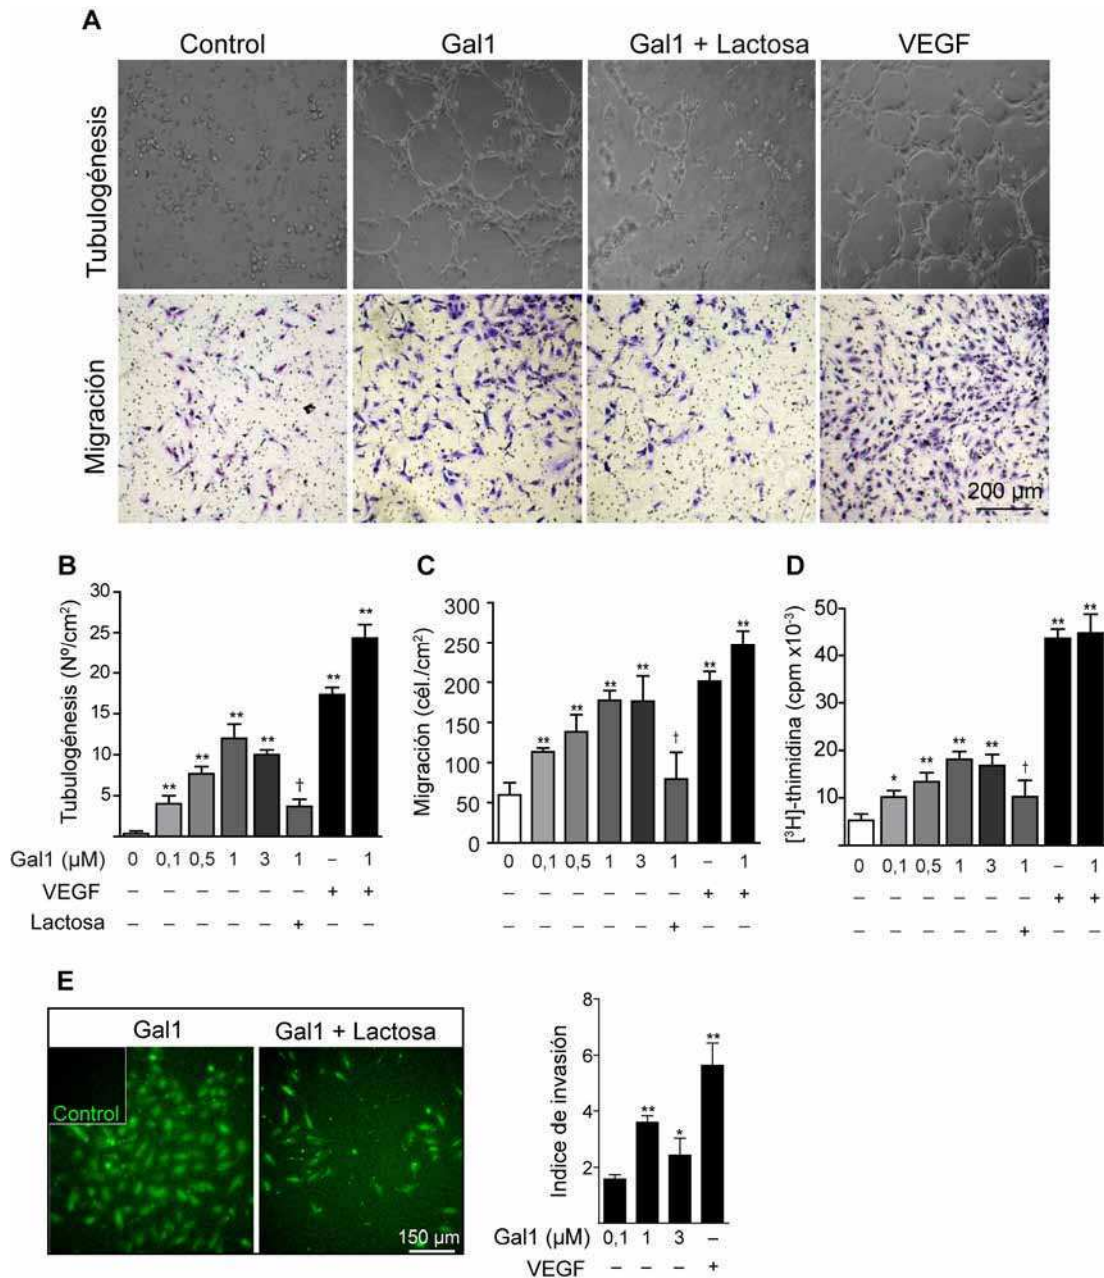 A
Control Gal1 Gal1 + Lactosa VEGF
Tubulogénesis
Migración
200 µm
B
Tubulogénesis (Nº/cm²)
30
25
20
15
10
5
** ** ** ** † ** **
Gal1 (µM) 0 0,1 0,5 1 3 1 – 1
VEGF – – – – – – + +
Lactosa – – – – – + – –
C
Migración (cél./cm²)
300
250
200
150
100
50
0
** ** ** ** † ** **
0 0,1 0,5 1 3 1 – 1
– – – – – – + +
– – – – – + – –
D
[³H]-thimidina (cpm x10⁻³)
50
40
30
20
10
* ** ** ** † ** **
0 0,1 0,5 1 3 1 – 1
– – – – – – + +
– – – – – + – –
E
Gal1 Gal1 + Lactosa
Control
150 µm
Indice de invasión
8
6
4
2
** * **
Gal1 (µM) 0,1 1 3 –
VEGF – – – +